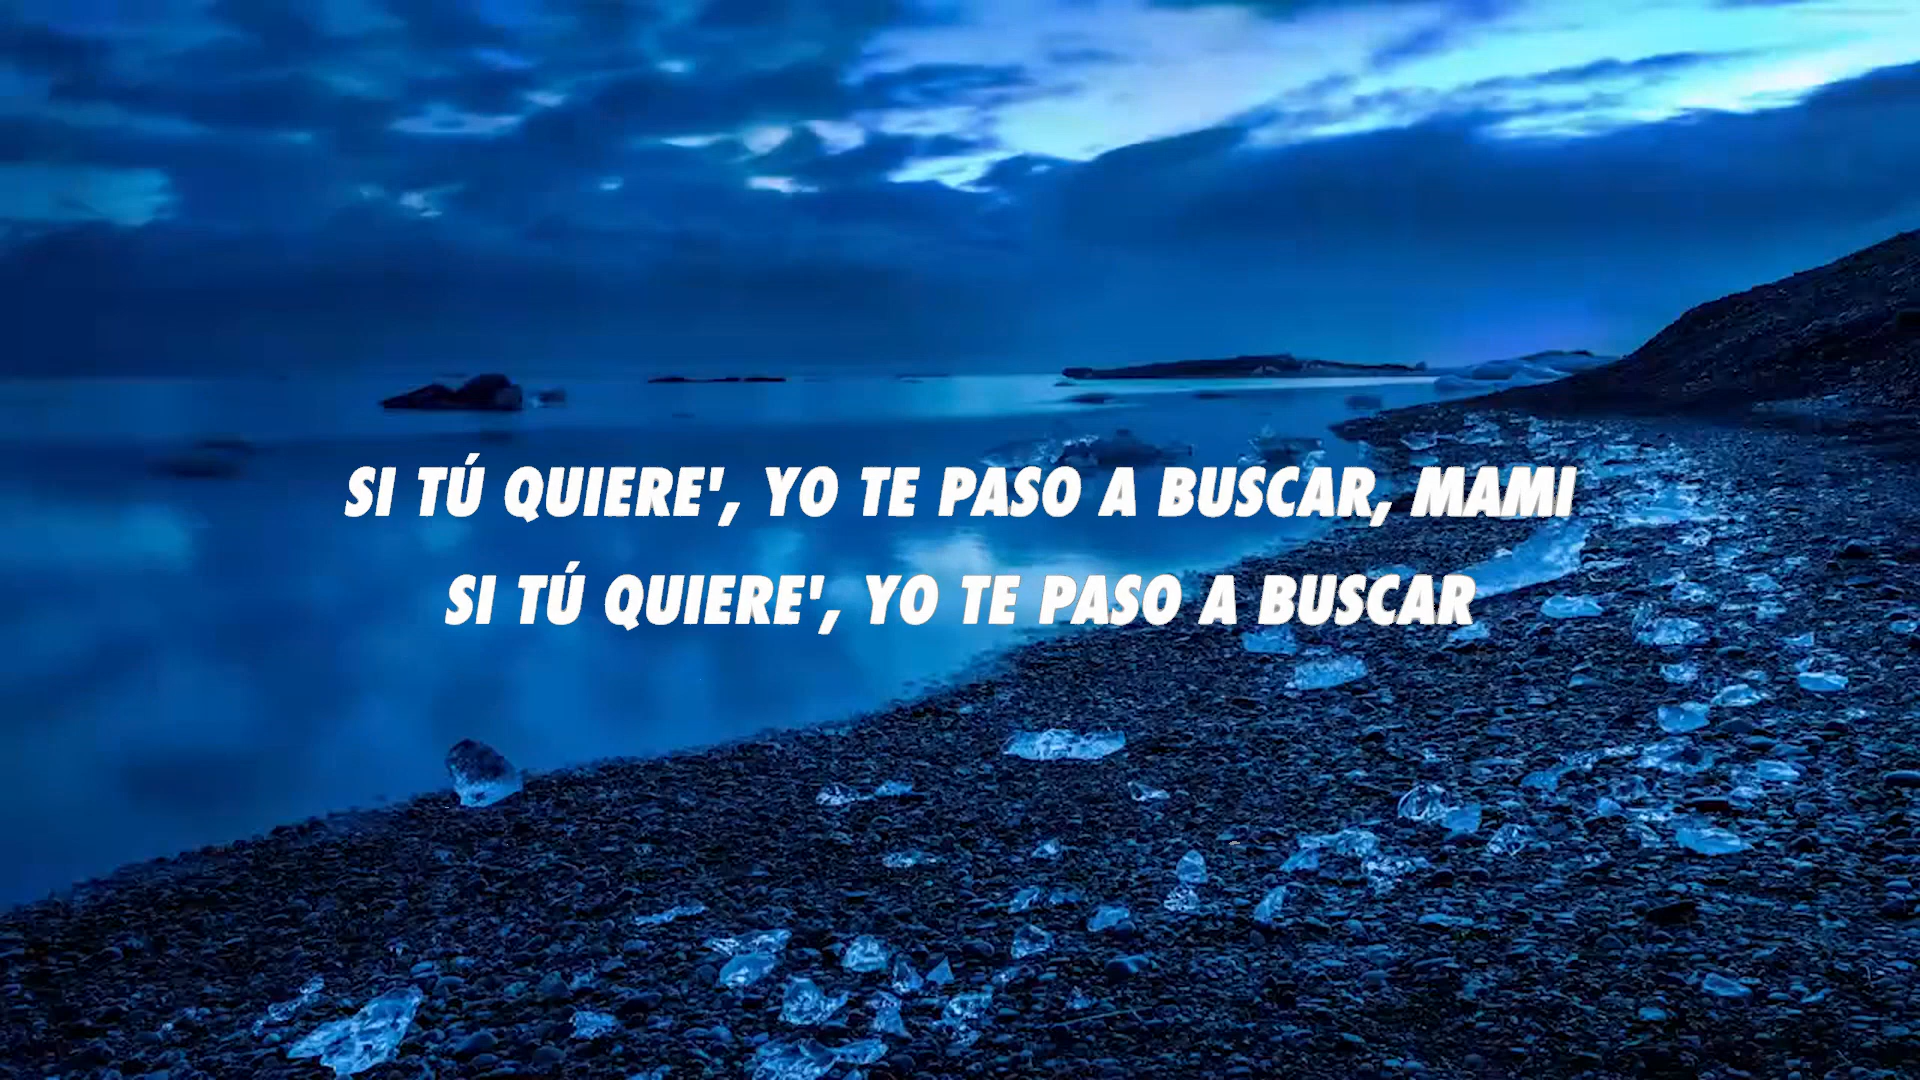 SI TÚ QUIERE', YO TE PASO A BUSCAR, MAMI
SI TÚ QUIERE', YO TE PASO A BUSCAR